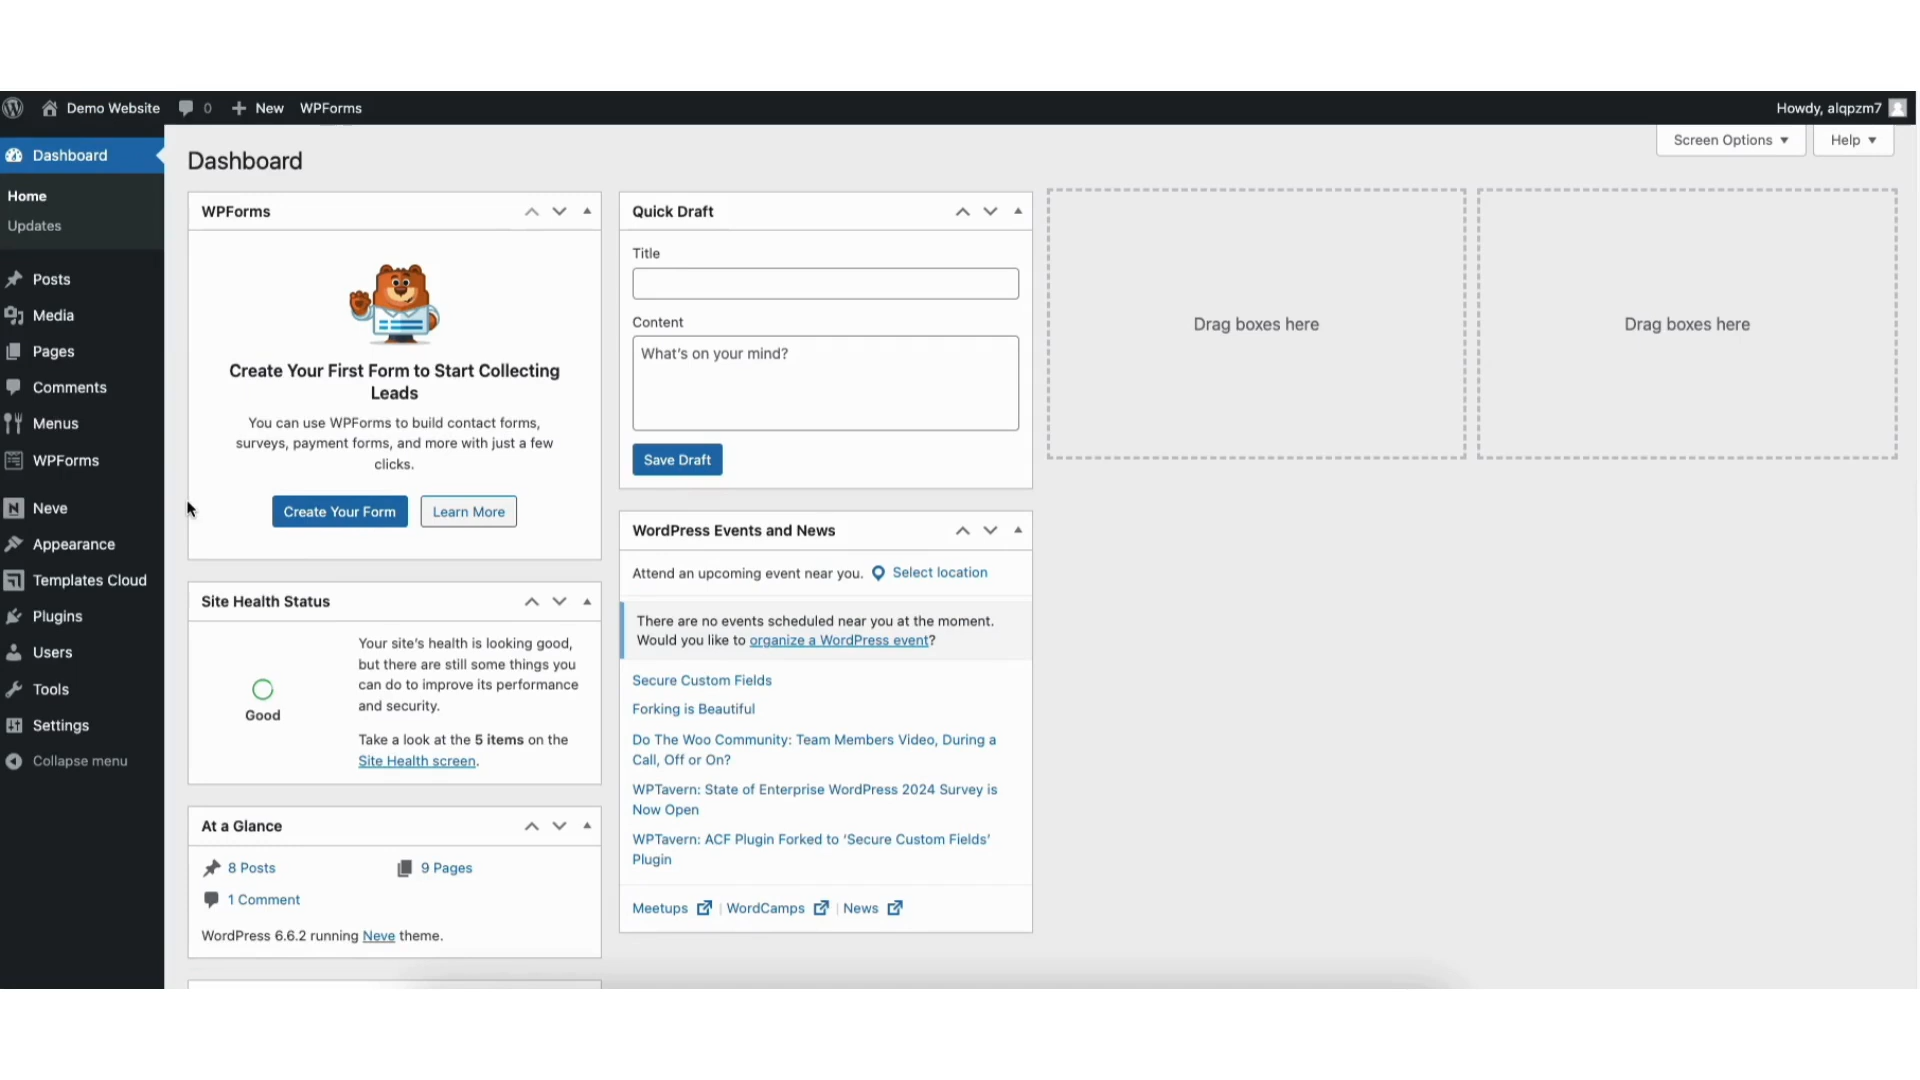 Demo Website 0 New WPForms Howdy, alqpzm7
Screen Options Help
Dashboard
Home
Updates
Posts
Media
Pages
Comments
Menus
WPForms
Neve
Appearance
Templates Cloud
Plugins
Users
Tools
Settings
Collapse menu
Dashboard
WPForms
Create Your First Form to Start Collecting
Leads
You can use WPForms to build contact forms,
surveys, payment forms, and more with just a few
clicks.
Create Your Form Learn More
Site Health Status
Good
Your site's health is looking good,
but there are still some things you
can do to improve its performance
and security.
Take a look at the 5 items on the
Site Health screen.
At a Glance
8 Posts 9 Pages
1 Comment
WordPress 6.6.2 running Neve theme.
Quick Draft
Title
Content
What's on your mind?
Save Draft
WordPress Events and News
Attend an upcoming event near you. Select location
There are no events scheduled near you at the moment.
Would you like to organize a WordPress event?
Secure Custom Fields
Forking is Beautiful
Do The Woo Community: Team Members Video, During a
Call, Off or On?
WPTavern: State of Enterprise WordPress 2024 Survey is
Now Open
WPTavern: ACF Plugin Forked to ‘Secure Custom Fields’
Plugin
Meetups | WordCamps | News
Drag boxes here
Drag boxes here